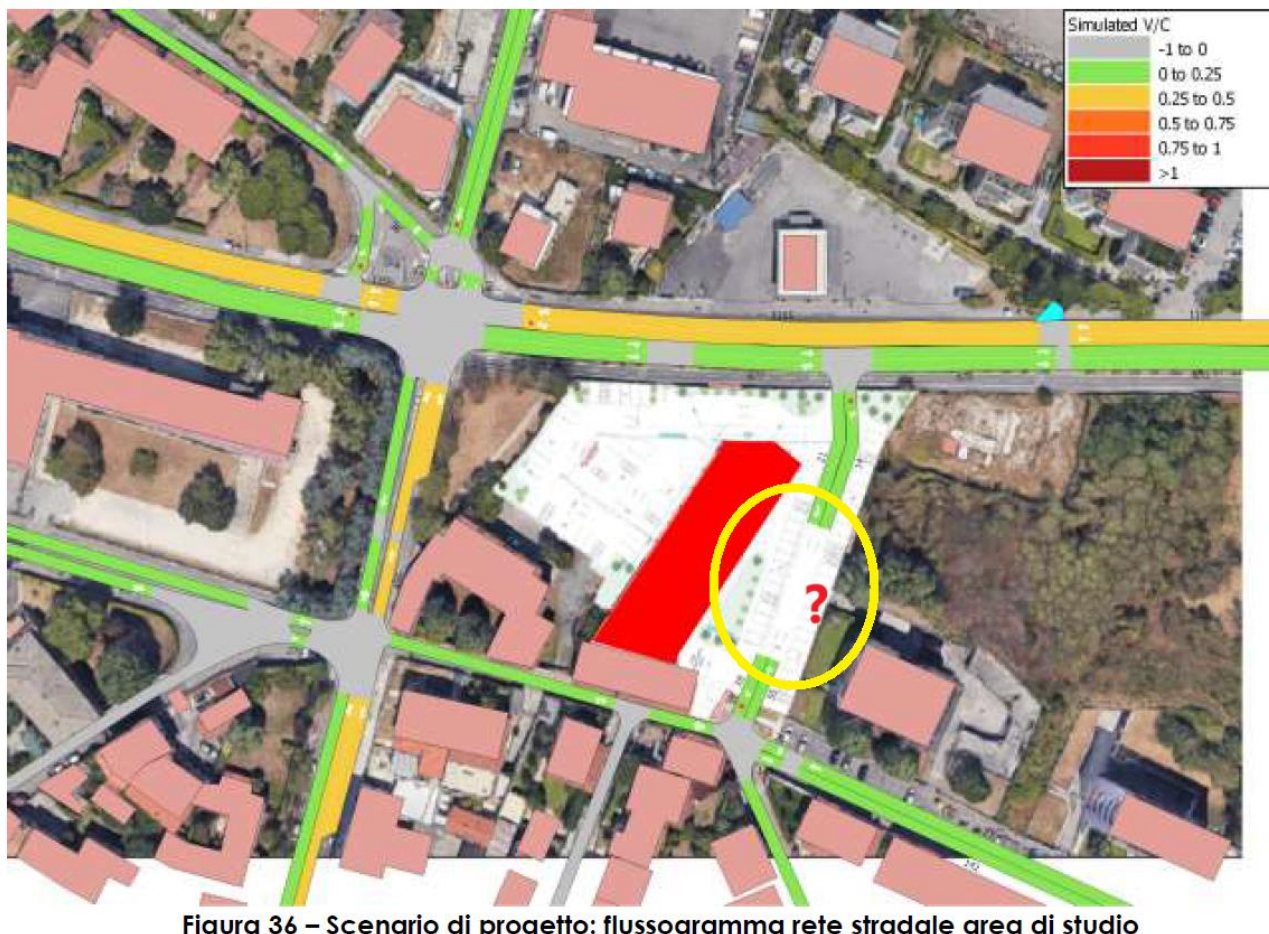 Simulated V/C
-1 to 0
0 to 0.25
0.25 to 0.5
0.5 to 0.75
0.75 to 1
>1
?
Figura 36 – Scenario di progetto: flussogramma rete stradale area di studio